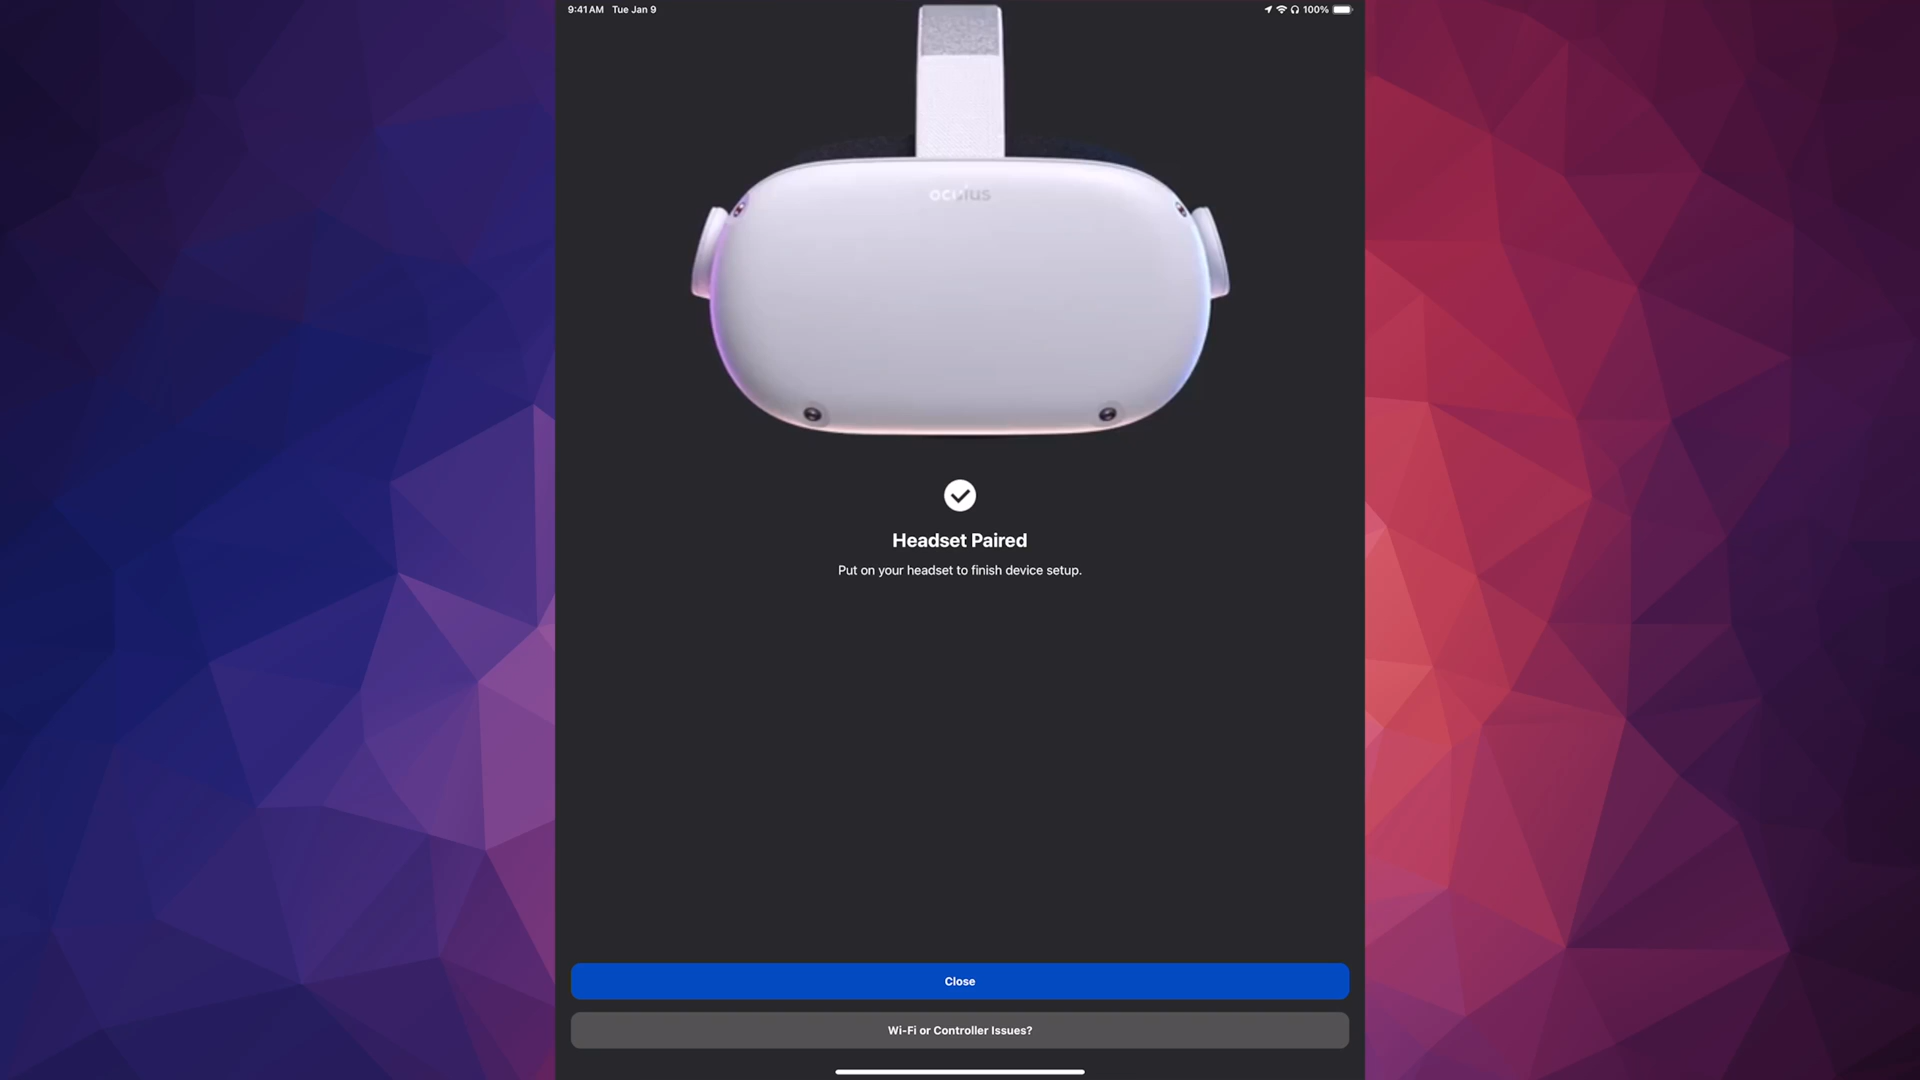 9:41 AM Tue Jan 9
100%
oculus
Headset Paired
Put on your headset to finish device setup.
Close
Wi-Fi or Controller Issues?